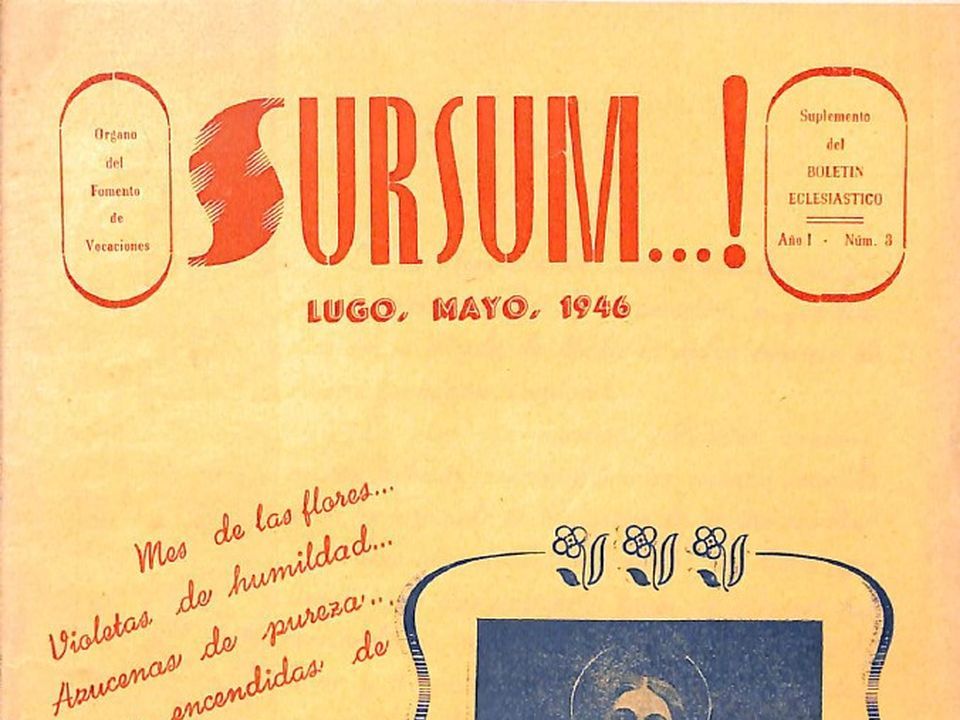 Organo
del
Fomento
de
Vocaciones
SURSUM...!
Suplemento
del
BOLETIN
ECLESIASTICO
Año I - Núm. 3
LUGO, MAYO, 1946
Mes de las flores...
Violetas de humildad...
Azucenas de pureza...
encendidas de